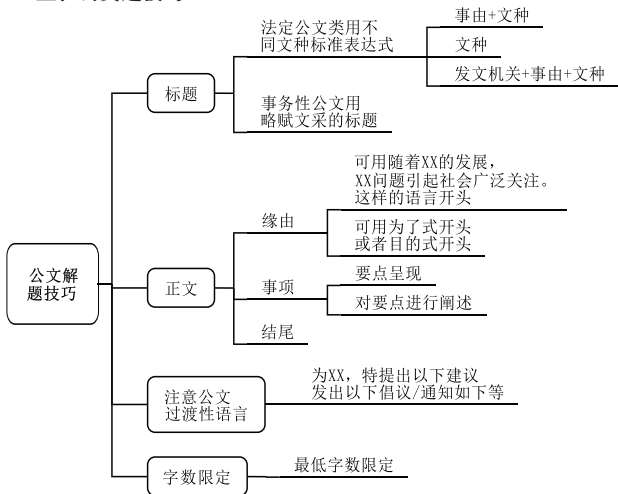 事由+文种
法定公文类用不
同文种标准表达式
文种
发文机关+事由+文种
标题
事务性公文用
略赋文采的标题
可用随着XX的发展，
XX问题引起社会广泛关注。
这样的语言开头
缘由
可用为了式开头
或者目的式开头
公文解
题技巧
正文
事项
要点呈现
对要点进行阐述
结尾
注意公文
过渡性语言
为XX，特提出以下建议
发出以下倡议/通知如下等
字数限定
最低字数限定